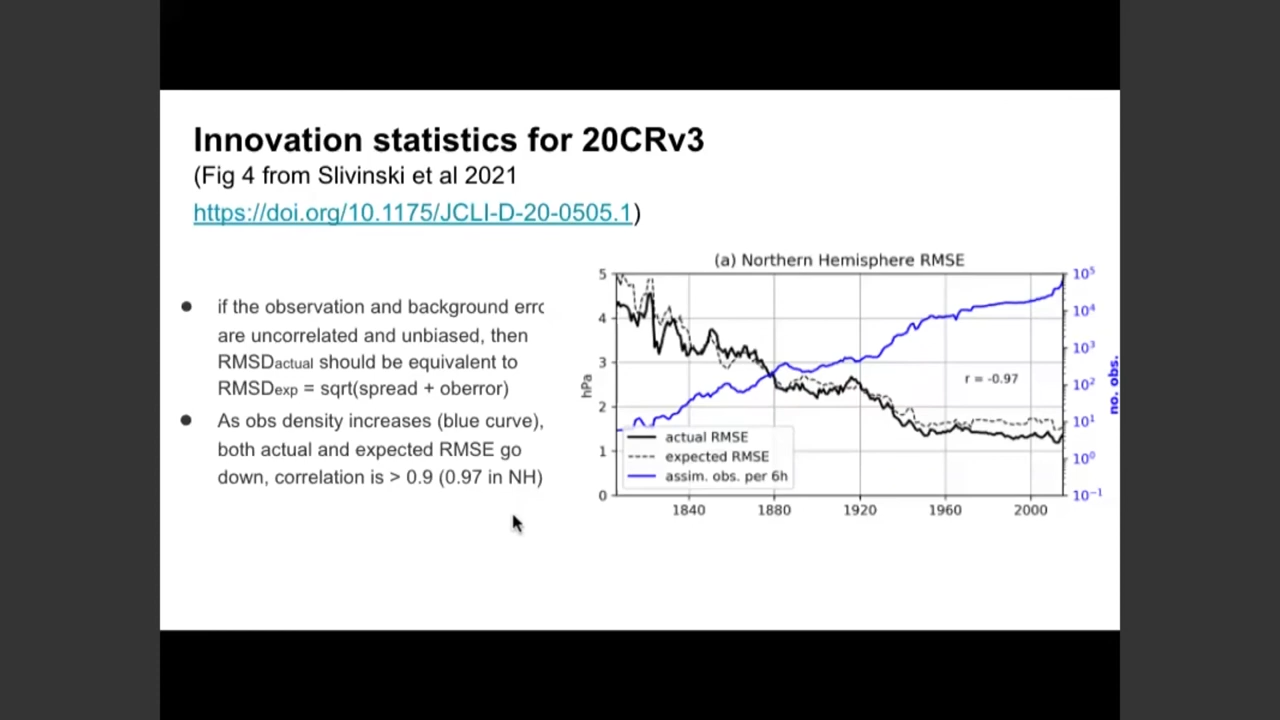 Innovation statistics for 20CRv3
(Fig 4 from Slivinski et al 2021
https://doi.org/10.1175/JCLI-D-20-0505.1)
● if the observation and background erro
are uncorrelated and unbiased, then
RMSDactual should be equivalent to
RMSDexp = sqrt(spread + oberror)
● As obs density increases (blue curve),
both actual and expected RMSE go
down, correlation is > 0.9 (0.97 in NH)
(a) Northern Hemisphere RMSE
5
4
3
2
1
0
hPa
r = -0.97
actual RMSE
expected RMSE
assim. obs. per 6h
1840 1880 1920 1960 2000
10⁵
10⁴
10³
10²
10¹
10⁰
10⁻¹
no. obs.